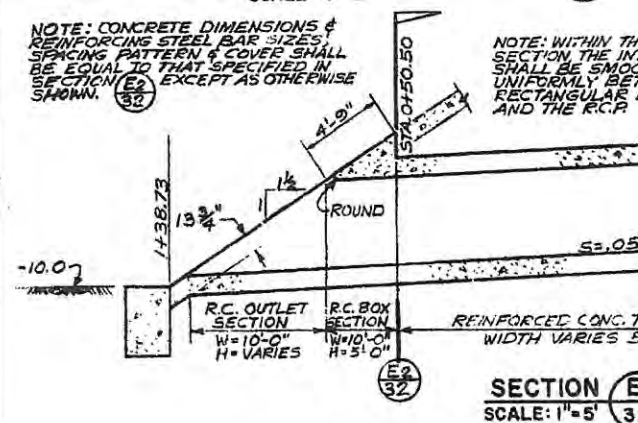 NOTE: CONCRETE DIMENSIONS &
REINFORCING STEEL BAR SIZES,
SPACING PATTERN & COVER SHALL
BE EQUAL TO THAT SPECIFIED IN
SECTION E2/32 EXCEPT AS OTHERWISE
SHOWN.
NOTE: WITHIN TH
SECTION THE IN
SHALL BE SMOO
UNIFORMLY BET
RECTANGULAR
AND THE R.C.P.
STA. 0+50.50
4'-9"
1 1½
ROUND
13 3/4"
1+38.73
-10.0
S=.05
R.C. OUTLET
SECTION
W=10'-0"
H=VARIES
R.C. BOX
SECTION
W=10'-0"
H=5'-0"
REINFORCED CONC. T
WIDTH VARIES
E2
32
SECTION E
3
SCALE: 1"=5'